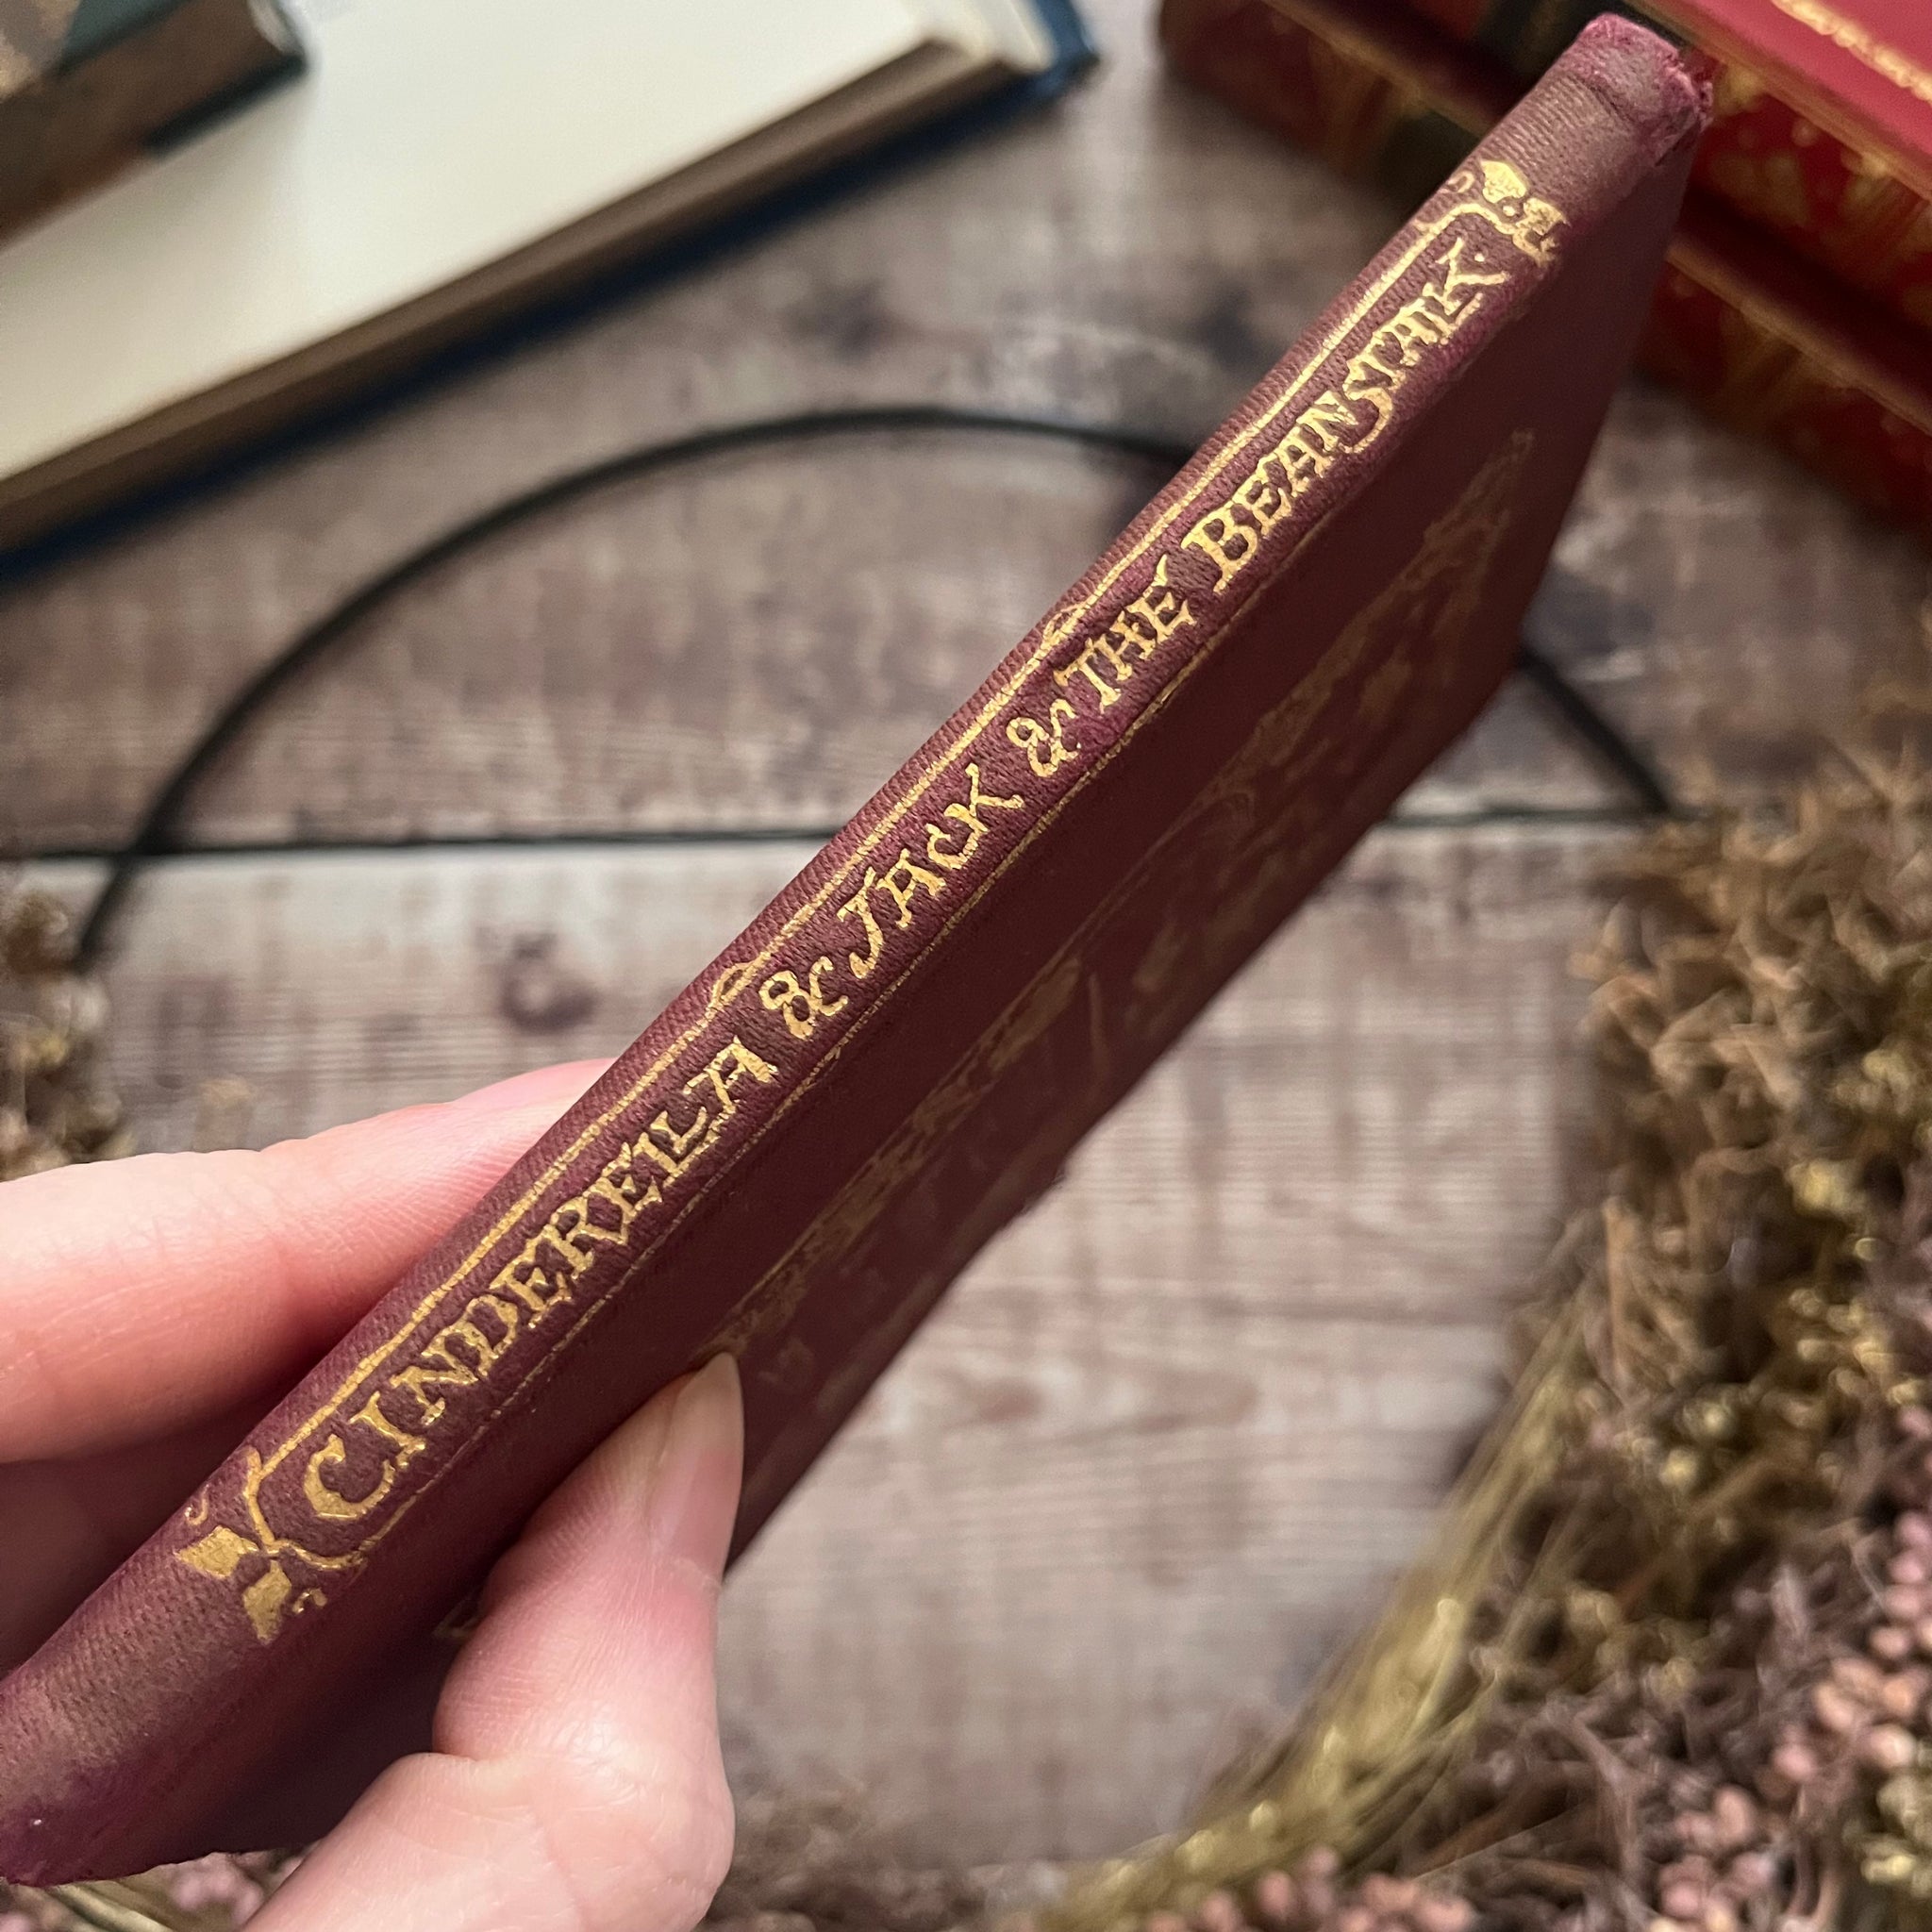 CINDERELLA & JACK & THE BEANSTALK.